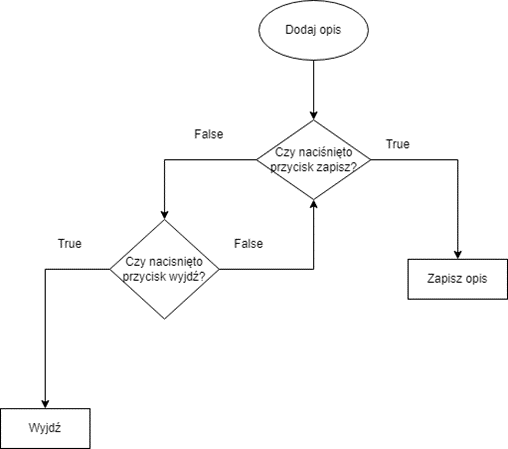 Dodaj opis
False
True
Czy naciśnięto
przycisk zapisz?
True
False
Czy nacisnięto
przycisk wyjdź?
Zapisz opis
Wyjdź